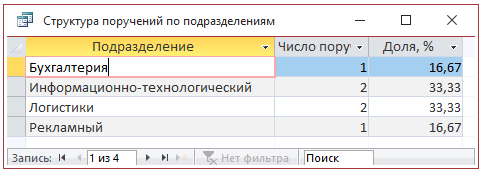 Структура поручений по подразделениям
Подразделение Число поруч Доля, %
Бухгалтерия 1 16,67
Информационно-технологический 2 33,33
Логистики 2 33,33
Рекламный 1 16,67
Запись: 1 из 4 Нет фильтра Поиск